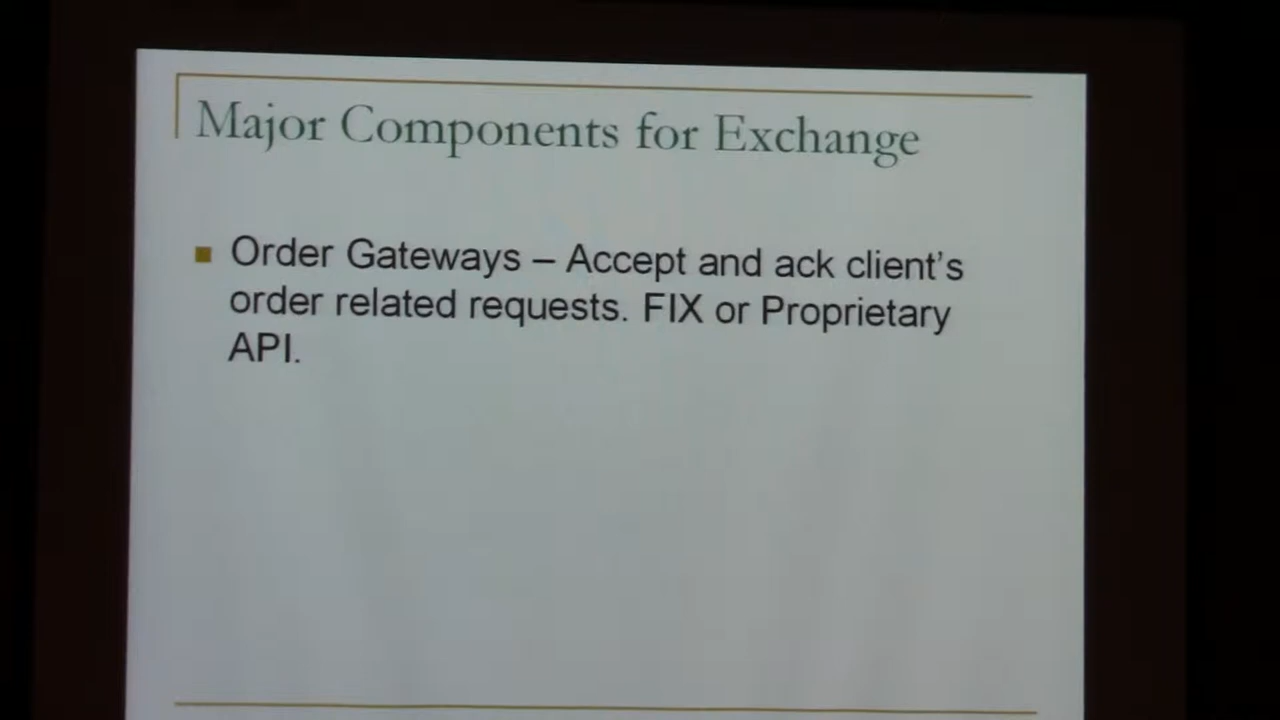 Major Components for Exchange
Order Gateways – Accept and ack client's
order related requests. FIX or Proprietary
API.